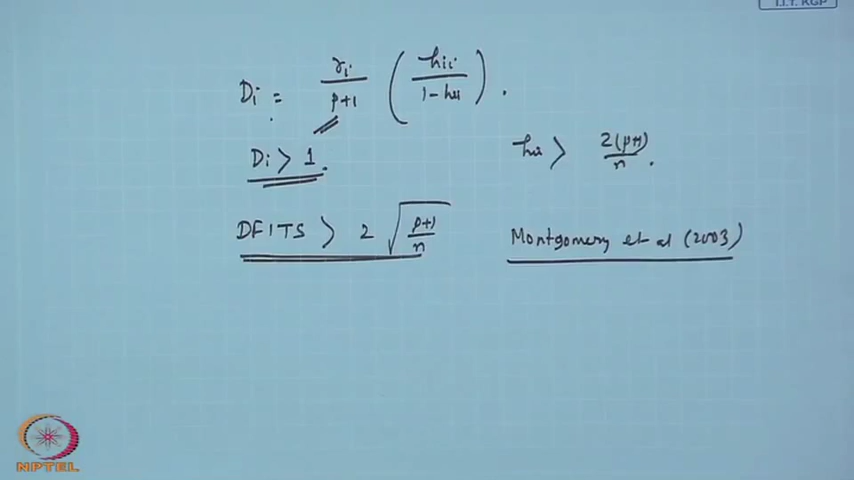 I.I.T. KGP
Di = ri / p+1 ( hii / 1 - hii ) .
Di > 1 .
hii > 2(p+1) / n .
DFITS > 2 √ p+1 / n
Montgomery et al (2003)
NPTEL